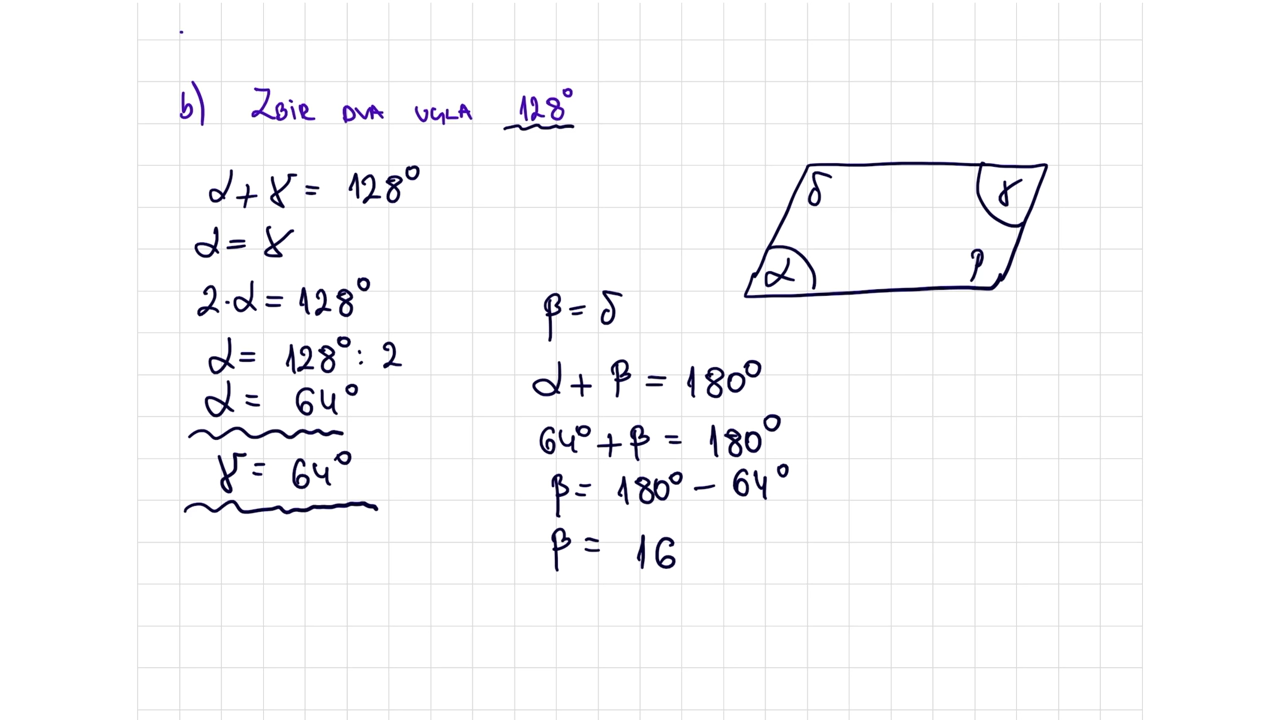 b) Zbir dva ugla 128°
α + γ = 128°
α = γ
2·α = 128°
α = 128° : 2
α = 64°
γ = 64°
β = δ
α + β = 180°
64° + β = 180°
β = 180° - 64°
β = 16
δ
γ
α
β